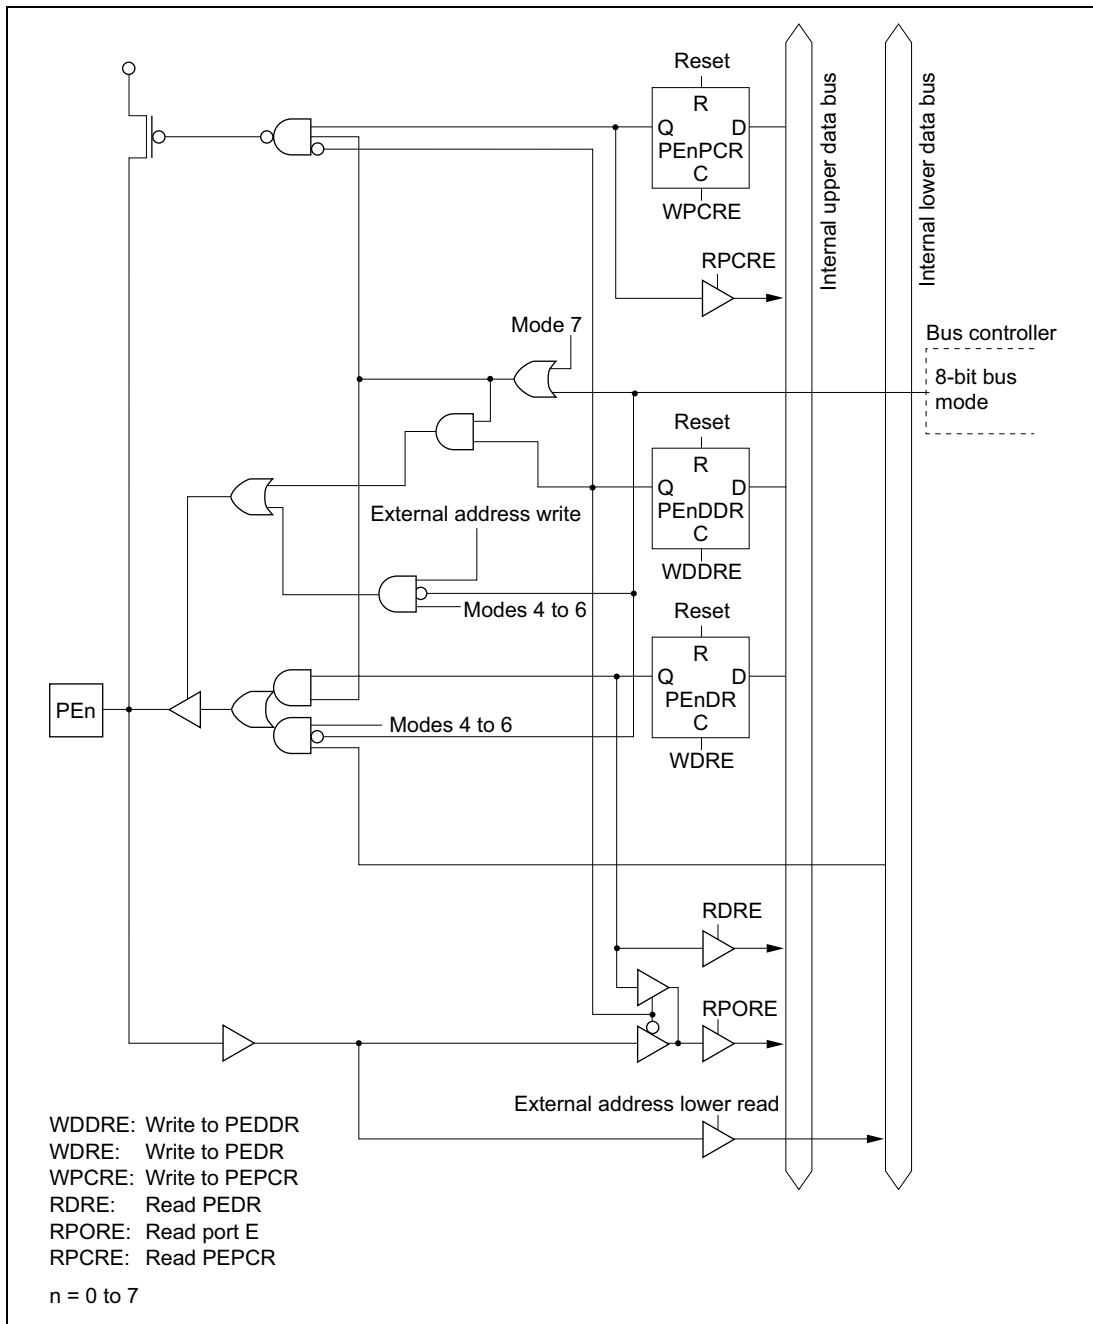 Reset
R
Q D
PEnPCR
C
WPCRE
Internal upper data bus
Internal lower data bus
RPCRE
Mode 7
Bus controller
8-bit bus
mode
Reset
R
Q D
PEnDDR
C
WDDRE
External address write
Modes 4 to 6
Reset
R
Q D
PEnDR
C
WDRE
PEn
Modes 4 to 6
RDRE
RPORE
External address lower read
WDDRE: Write to PEDDR
WDRE: Write to PEDR
WPCRE: Write to PEPCR
RDRE: Read PEDR
RPORE: Read port E
RPCRE: Read PEPCR
n = 0 to 7